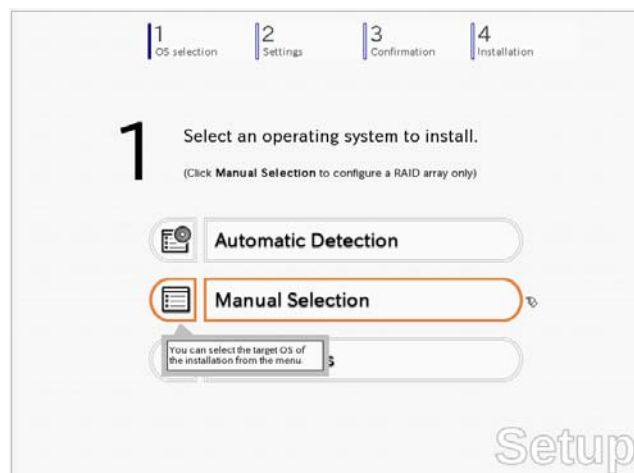 1 2 3 4
OS selection Settings Confirmation Installation
1 Select an operating system to install.
(Click Manual Selection to configure a RAID array only)
Automatic Detection
Manual Selection
You can select the target OS of
the installation from the menu.
Setup